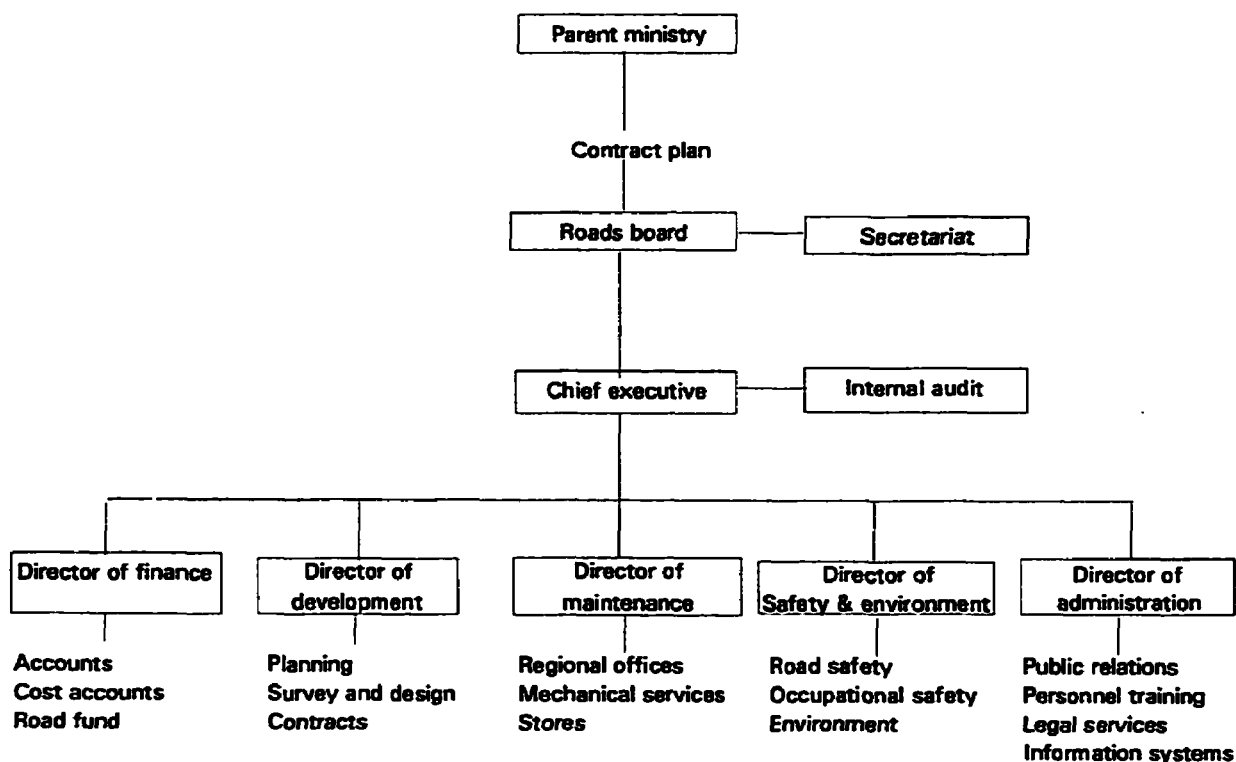 Parent ministry
Contract plan
Roads board
Secretariat
Chief executive
Internal audit
Director of finance
Director of
development
Director of
maintenance
Director of
Safety & environment
Director of
administration
Accounts
Cost accounts
Road fund
Planning
Survey and design
Contracts
Regional offices
Mechanical services
Stores
Road safety
Occupational safety
Environment
Public relations
Personnel training
Legal services
Information systems